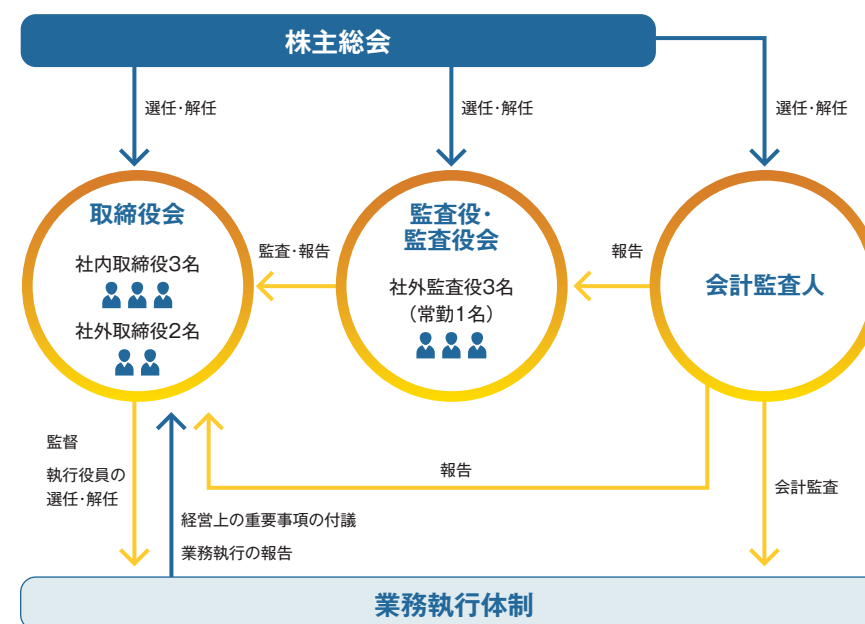 株主総会
選任・解任
選任・解任
選任・解任
取締役会
社内取締役3名
社外取締役2名
監査・報告
監査役・
監査役会
社外監査役3名
(常勤1名)
報告
会計監査人
監督
執行役員の
選任・解任
報告
会計監査
経営上の重要事項の付議
業務執行の報告
業務執行体制